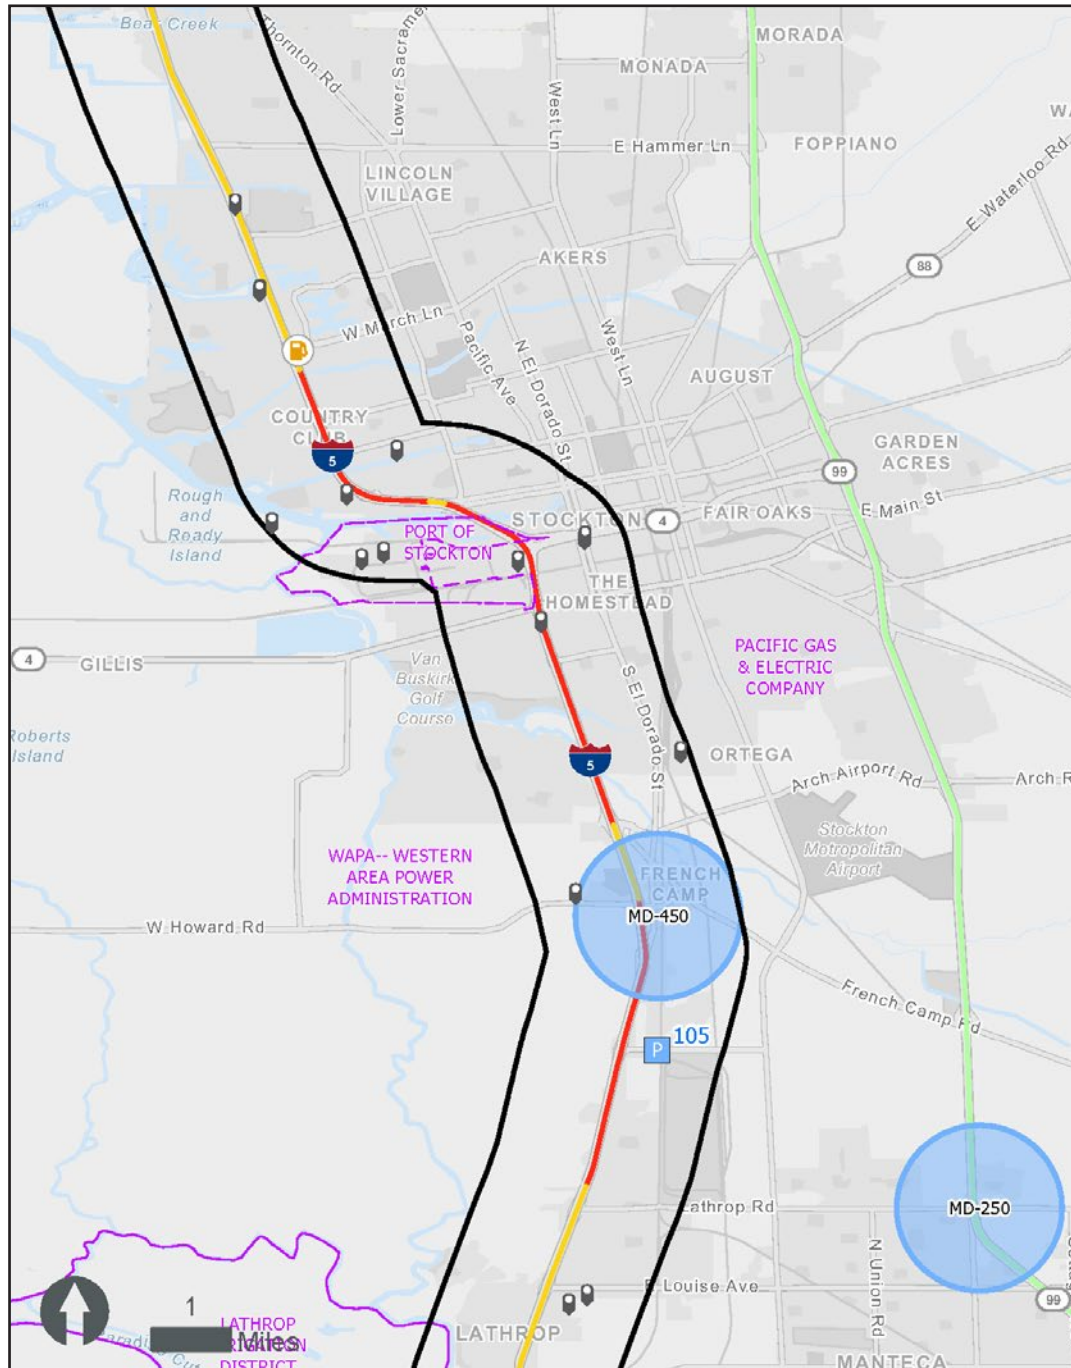 Bear Creek
Thornton Rd
Lower Sacrame
West Ln
MORADA
MONADA
E Hammer Ln
FOPPIANO
WA
E Waterloo Rd
LINCOLN
VILLAGE
AKERS
88
W March Ln
Pacific Ave
N El Dorado St
West Ln
AUGUST
COUNTRY
CLUB
5
GARDEN
ACRES
99
Rough
and
Ready
Island
PORT OF
STOCKTON
STOCKTON
4
FAIR OAKS
E Main St
THE
HOMESTEAD
4
GILLIS
Van
Buskirk
Golf
Course
PACIFIC GAS
& ELECTRIC
COMPANY
S El Dorado St
Roberts
Island
5
ORTEGA
Arch Airport Rd
Arch R
Stockton
Metropolitan
Airport
WAPA-- WESTERN
AREA POWER
ADMINISTRATION
FRENCH
CAMP
MD-450
W Howard Rd
French Camp Rd
P
105
Lathrop Rd
MD-250
N Union Rd
E Louise Ave
99
1
Miles
LATHROP
IRRIGATION
DISTRICT
LATHROP
MANTECA